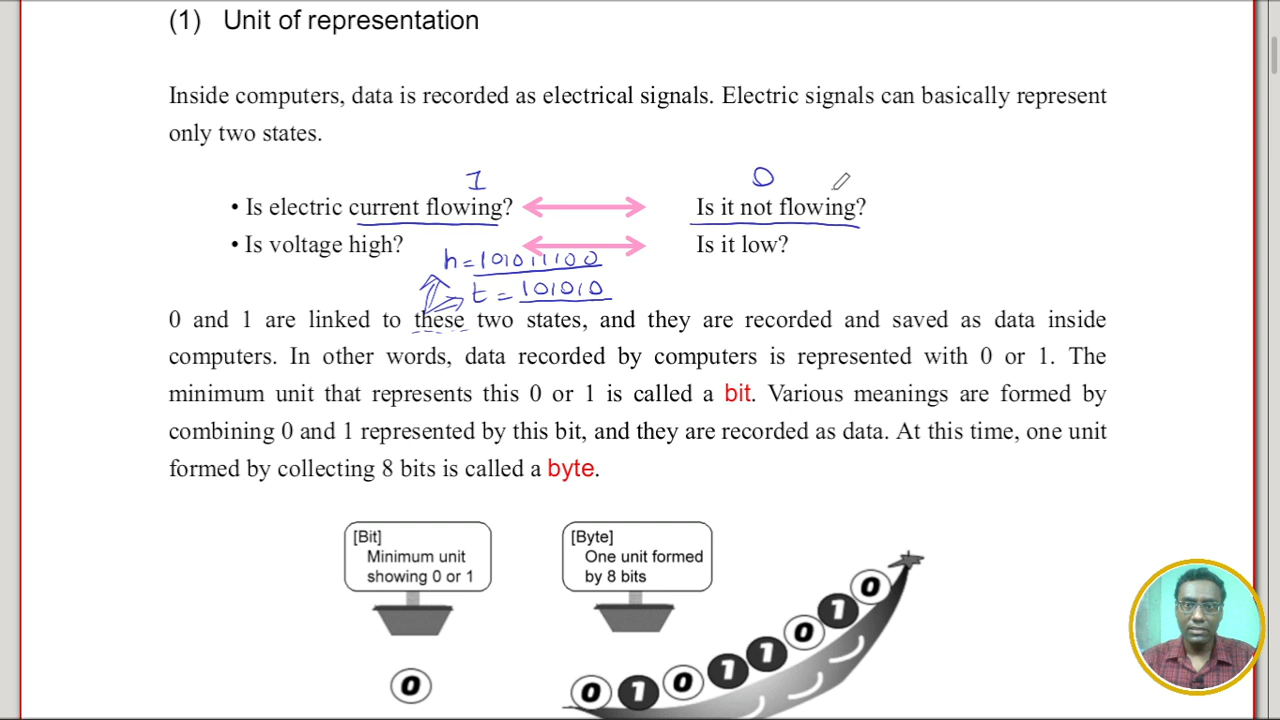 (1) Unit of representation
Inside computers, data is recorded as electrical signals. Electric signals can basically represent
only two states.
1 0
• Is electric current flowing? Is it not flowing?
• Is voltage high? Is it low?
h = 101011100
t = 101010
0 and 1 are linked to these two states, and they are recorded and saved as data inside
computers. In other words, data recorded by computers is represented with 0 or 1. The
minimum unit that represents this 0 or 1 is called a bit. Various meanings are formed by
combining 0 and 1 represented by this bit, and they are recorded as data. At this time, one unit
formed by collecting 8 bits is called a byte.
[Bit]
Minimum unit
showing 0 or 1
[Byte]
One unit formed
by 8 bits
0
0 1 0 1 1 0 1 0